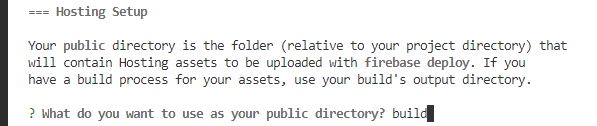 === Hosting Setup
Your public directory is the folder (relative to your project directory) that
will contain Hosting assets to be uploaded with firebase deploy. If you
have a build process for your assets, use your build's output directory.
? What do you want to use as your public directory? build